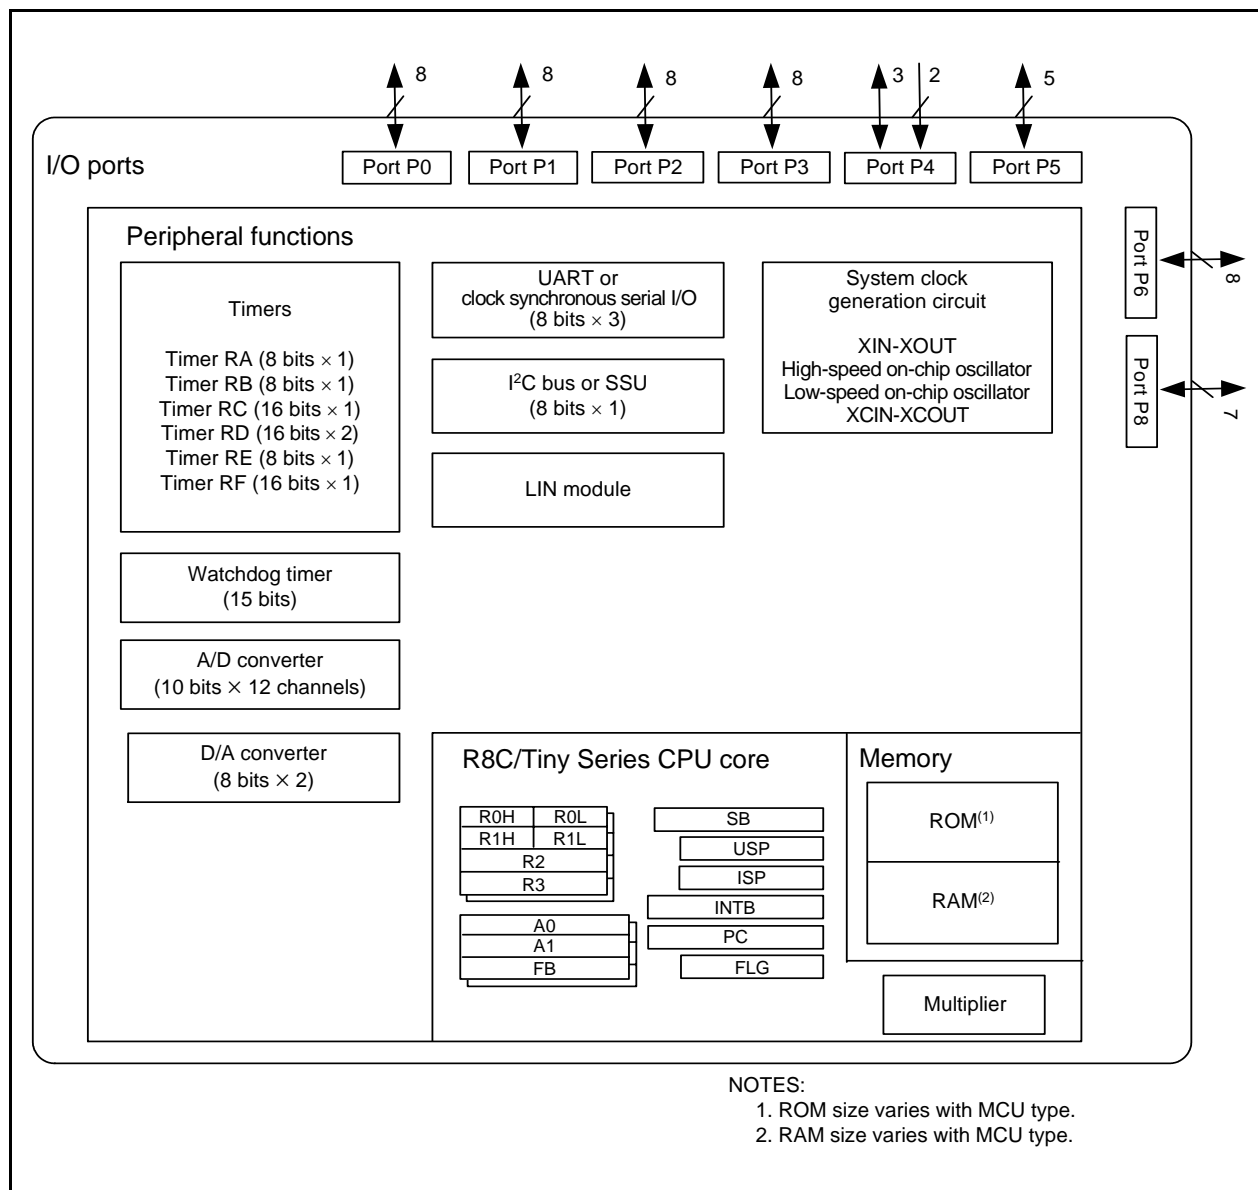 8
8
8
8
3
2
5
I/O ports
Port P0
Port P1
Port P2
Port P3
Port P4
Port P5
Port P6
8
Port P8
7
Peripheral functions
Timers
Timer RA (8 bits × 1)
Timer RB (8 bits × 1)
Timer RC (16 bits × 1)
Timer RD (16 bits × 2)
Timer RE (8 bits × 1)
Timer RF (16 bits × 1)
UART or
clock synchronous serial I/O
(8 bits × 3)
I²C bus or SSU
(8 bits × 1)
LIN module
System clock
generation circuit
XIN-XOUT
High-speed on-chip oscillator
Low-speed on-chip oscillator
XCIN-XCOUT
Watchdog timer
(15 bits)
A/D converter
(10 bits × 12 channels)
D/A converter
(8 bits × 2)
R8C/Tiny Series CPU core
R0H
R0L
R1H
R1L
R2
R3
A0
A1
FB
SB
USP
ISP
INTB
PC
FLG
Memory
ROM(1)
RAM(2)
Multiplier
NOTES:
1. ROM size varies with MCU type.
2. RAM size varies with MCU type.